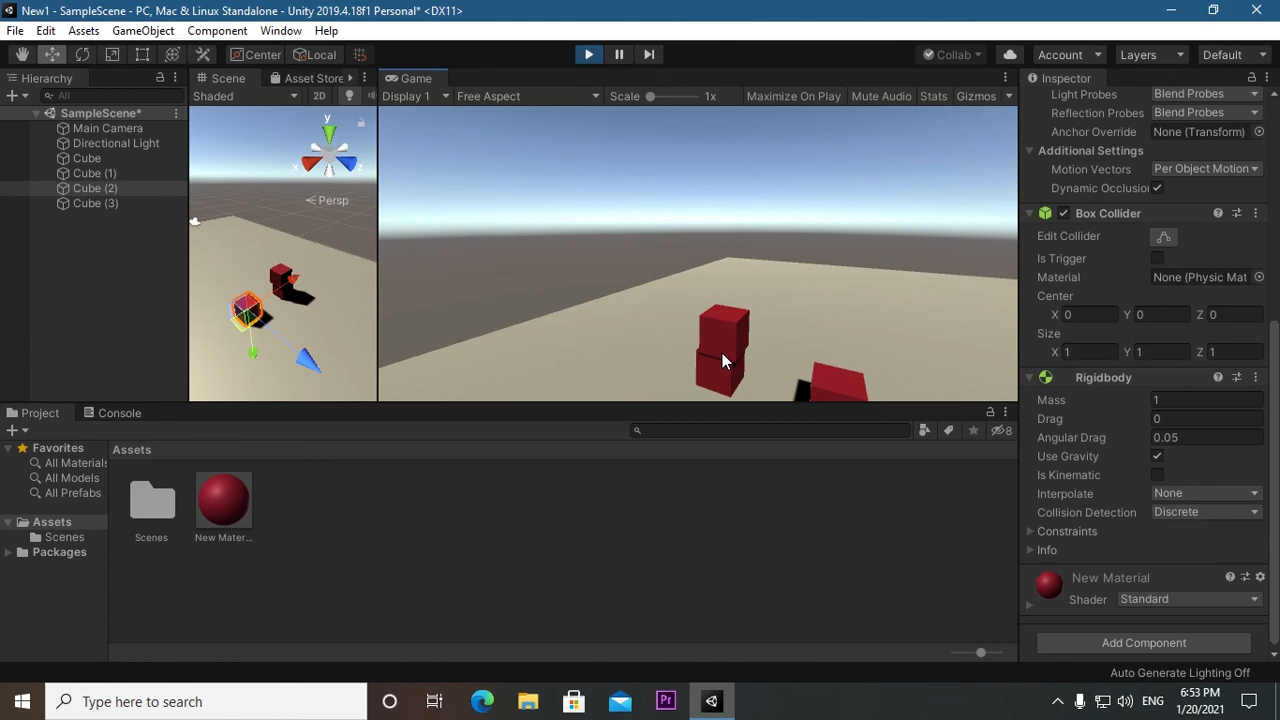 New1 - SampleScene - PC, Mac & Linux Standalone - Unity 2019.4.18f1 Personal* <DX11>
File Edit Assets GameObject Component Window Help
Center Local Collab Account Layers Default
Hierarchy
All
SampleScene*
Main Camera
Directional Light
Cube
Cube (1)
Cube (2)
Cube (3)
Scene Asset Store
Shaded 2D
y
x z
Persp
Game
Display 1 Free Aspect Scale 1x Maximize On Play Mute Audio Stats Gizmos
Inspector
Light Probes Blend Probes
Reflection Probes Blend Probes
Anchor Override None (Transform)
Additional Settings
Motion Vectors Per Object Motion
Dynamic Occlusion
Box Collider
Edit Collider
Is Trigger
Material None (Physic Mat
Center
X 0 Y 0 Z 0
Size
X 1 Y 1 Z 1
Rigidbody
Mass 1
Drag 0
Angular Drag 0.05
Use Gravity
Is Kinematic
Interpolate None
Collision Detection Discrete
Constraints
Info
New Material
Shader Standard
Add Component
Auto Generate Lighting Off
Project Console
8
Favorites
All Materials
All Models
All Prefabs
Assets
Scenes
Packages
Assets
Scenes
New Mater...
Type here to search
Pr
ENG
6:53 PM
1/20/2021